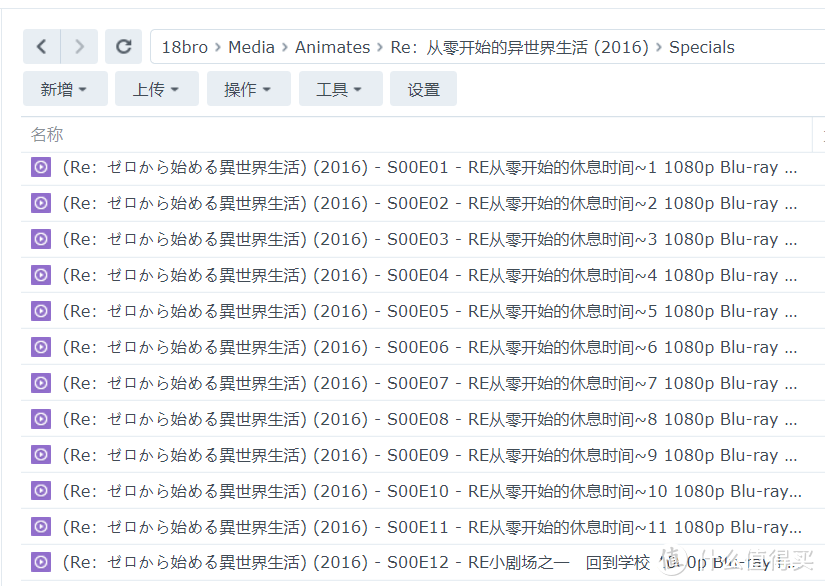 18bro › Media › Animates › Re：从零开始的异世界生活 (2016) › Specials
新增 上传 操作 工具 设置
名称
(Re：ゼロから始める異世界生活) (2016) - S00E01 - RE从零开始的休息时间~1 1080p Blu-ray ...
(Re：ゼロから始める異世界生活) (2016) - S00E02 - RE从零开始的休息时间~2 1080p Blu-ray ...
(Re：ゼロから始める異世界生活) (2016) - S00E03 - RE从零开始的休息时间~3 1080p Blu-ray ...
(Re：ゼロから始める異世界生活) (2016) - S00E04 - RE从零开始的休息时间~4 1080p Blu-ray ...
(Re：ゼロから始める異世界生活) (2016) - S00E05 - RE从零开始的休息时间~5 1080p Blu-ray ...
(Re：ゼロから始める異世界生活) (2016) - S00E06 - RE从零开始的休息时间~6 1080p Blu-ray ...
(Re：ゼロから始める異世界生活) (2016) - S00E07 - RE从零开始的休息时间~7 1080p Blu-ray ...
(Re：ゼロから始める異世界生活) (2016) - S00E08 - RE从零开始的休息时间~8 1080p Blu-ray ...
(Re：ゼロから始める異世界生活) (2016) - S00E09 - RE从零开始的休息时间~9 1080p Blu-ray ...
(Re：ゼロから始める異世界生活) (2016) - S00E10 - RE从零开始的休息时间~10 1080p Blu-ray...
(Re：ゼロから始める異世界生活) (2016) - S00E11 - RE从零开始的休息时间~11 1080p Blu-ray...
(Re：ゼロから始める異世界生活) (2016) - S00E12 - RE小剧场之一　回到学校 Blu-ray
值 什么值得买